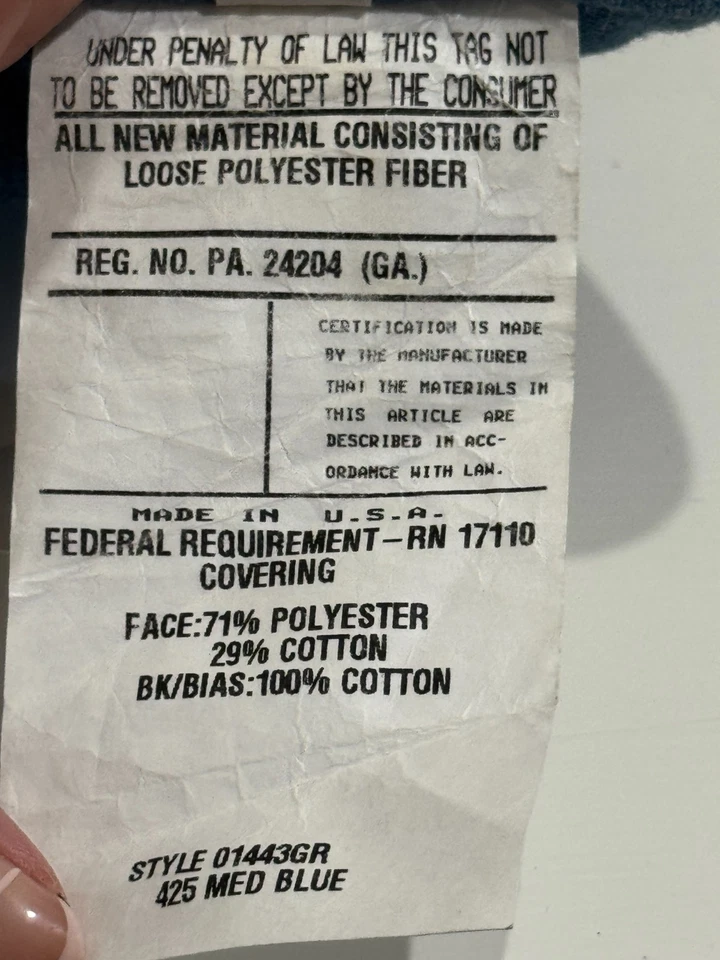 UNDER PENALTY OF LAW THIS TAG NOT
TO BE REMOVED EXCEPT BY THE CONSUMER
ALL NEW MATERIAL CONSISTING OF
LOOSE POLYESTER FIBER
REG. NO. PA. 24204 (GA.)
CERTIFICATION IS MADE
BY THE MANUFACTURER
THAT THE MATERIALS IN
THIS ARTICLE ARE
DESCRIBED IN ACC-
ORDANCE WITH LAW.
MADE IN U.S.A.
FEDERAL REQUIREMENT-RN 17110
COVERING
FACE:71% POLYESTER
29% COTTON
BK/BIAS:100% COTTON
STYLE 01443GR
425 MED BLUE